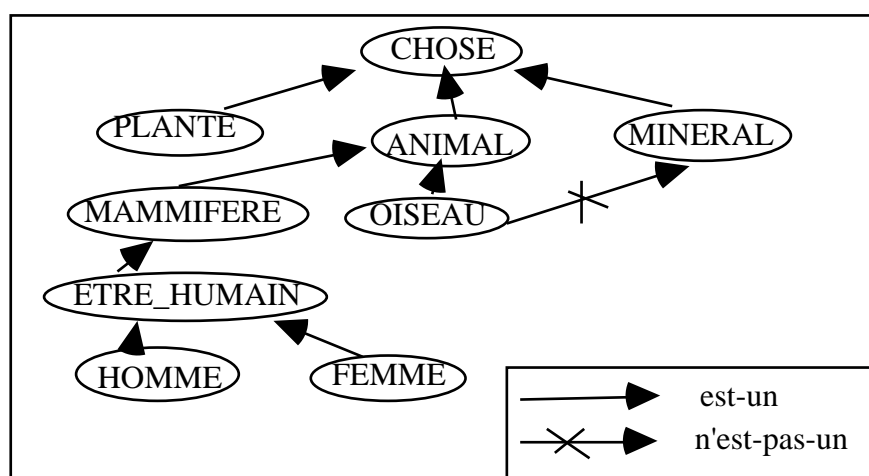 CHOSE
PLANTE
ANIMAL
MINERAL
MAMMIFERE
OISEAU
ETRE_HUMAIN
HOMME
FEMME
est-un
n'est-pas-un